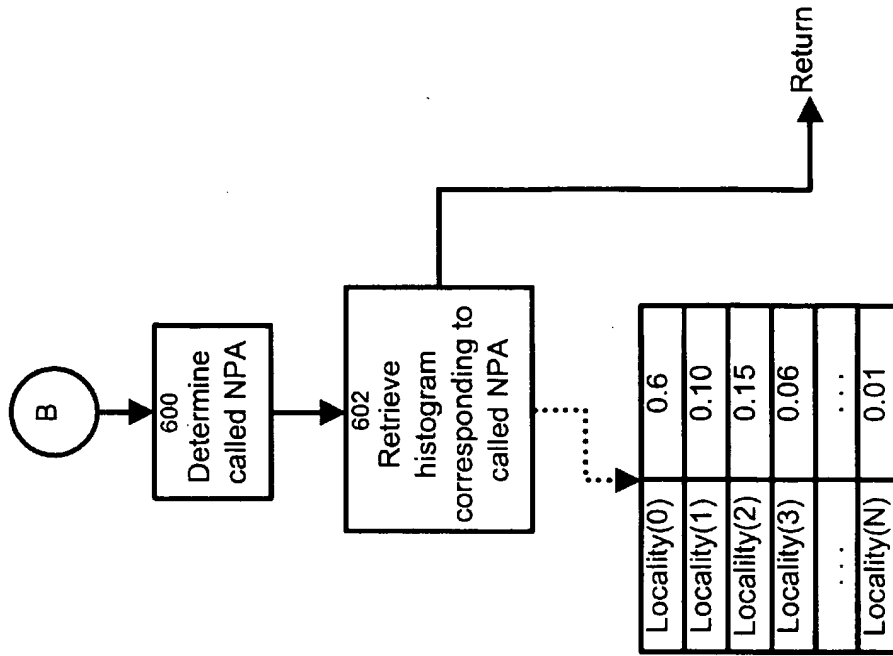 B
600
Determine
called NPA
602
Retrieve
histogram
corresponding to
called NPA
Return
Locality(0) 0.6
Locality(1) 0.10
Localilty(2) 0.15
Locality(3) 0.06
... ...
Locality(N) 0.01